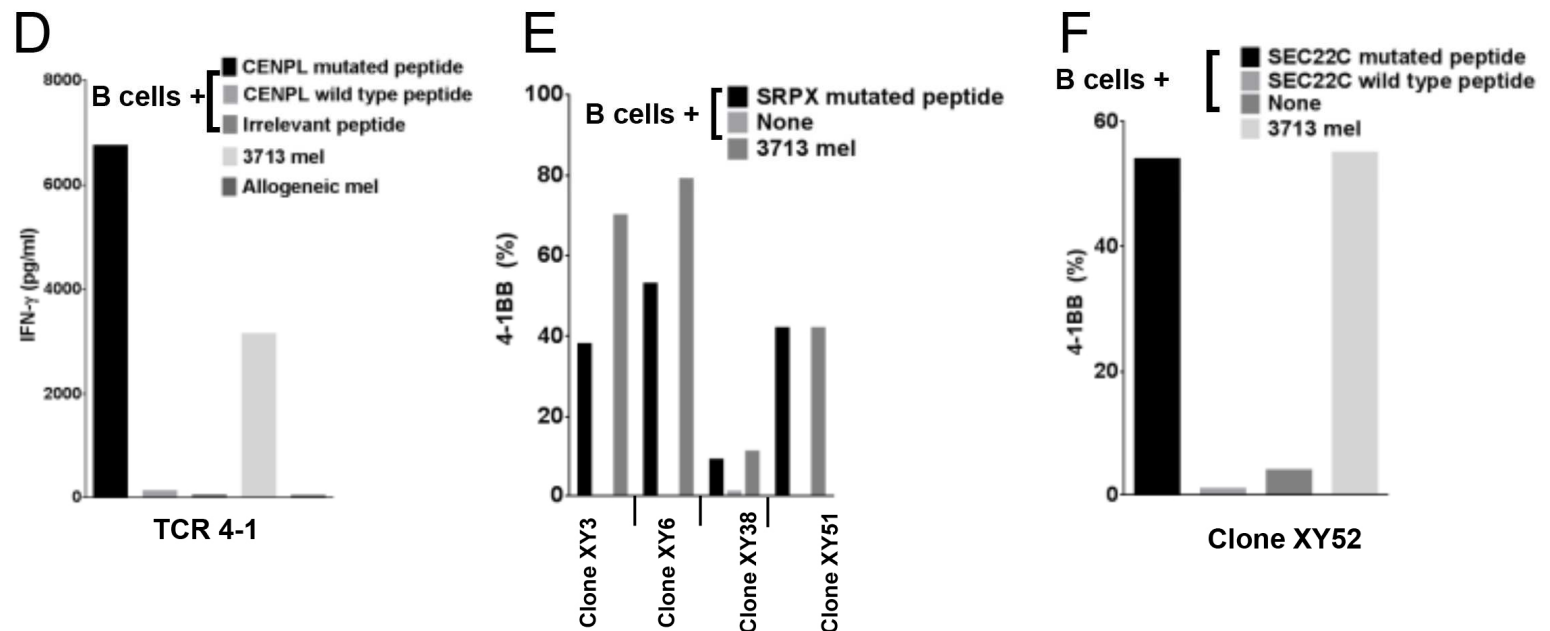 D
B cells +
CENPL mutated peptide
CENPL wild type peptide
Irrelevant peptide
3713 mel
Allogeneic mel
8000
6000
4000
2000
0
IFN-γ (pg/ml)
TCR 4-1
E
B cells +
SRPX mutated peptide
None
3713 mel
100
80
60
40
20
0
4-1BB (%)
Clone XY3
Clone XY6
Clone XY38
Clone XY51
F
B cells +
SEC22C mutated peptide
SEC22C wild type peptide
None
3713 mel
60
40
20
0
4-1BB (%)
Clone XY52